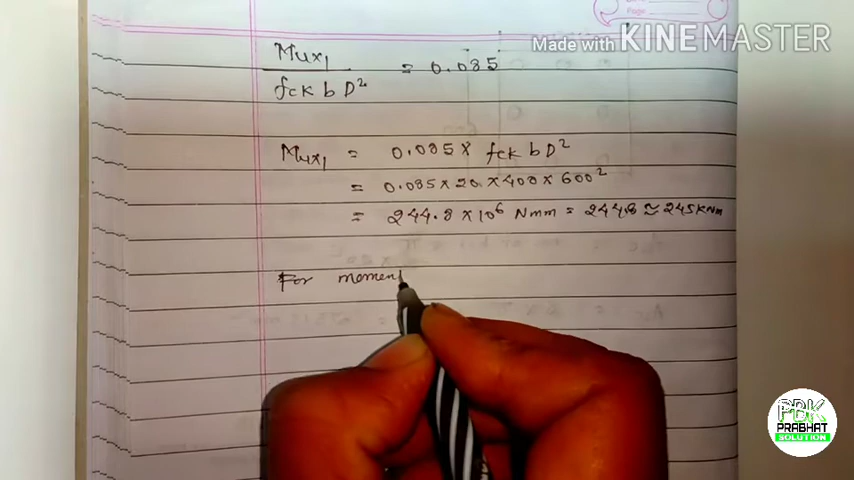 Made with KINEMASTER
Mux1 / fck b D² = 0.085
Mux1 = 0.085 × fck b D²
= 0.085 × 20 × 400 × 600²
= 244.8 × 10⁶ Nmm = 244.8 ≈ 245 KNm
For moment
PBK
PRABHAT
SOLUTION